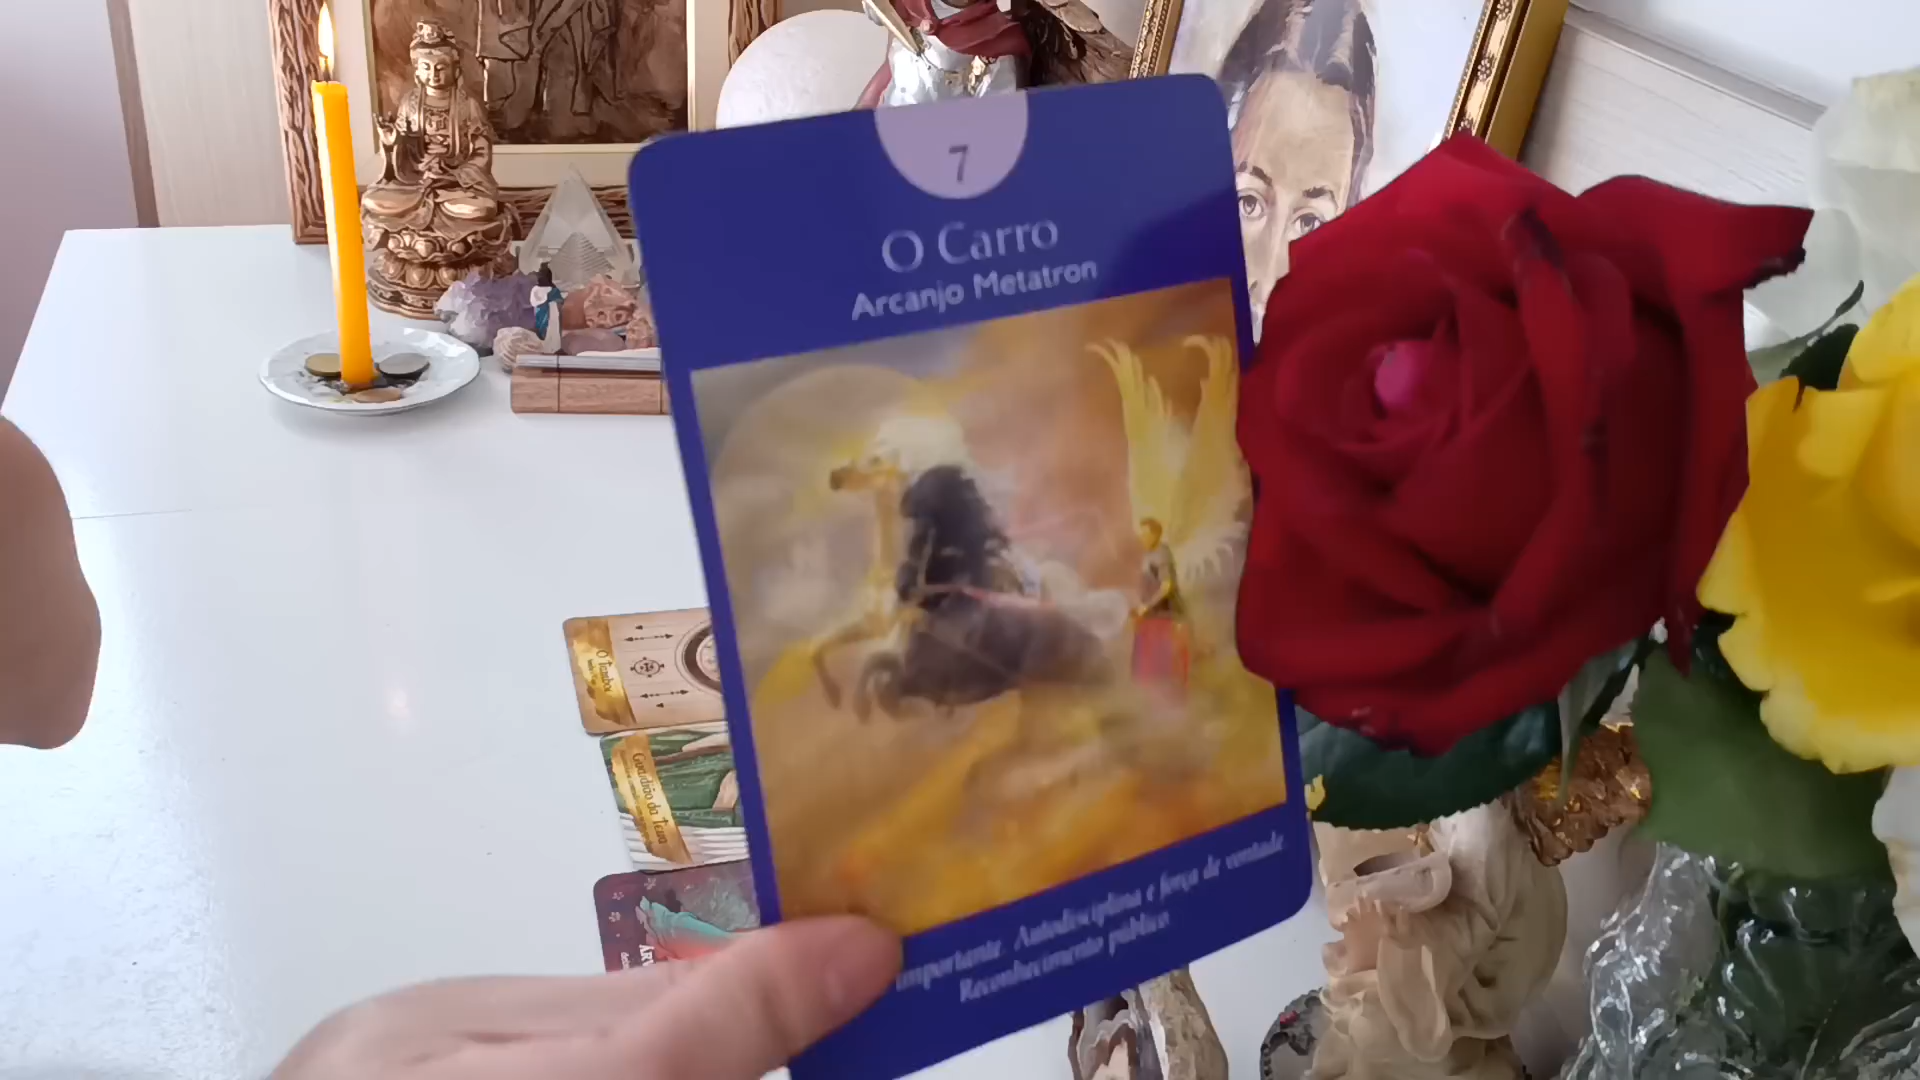 7
O Carro
Arcanjo Metatron
importante. Autodisciplina e força de vontade.
Reconhecimento público.
O Tambor
Guardião da Terra